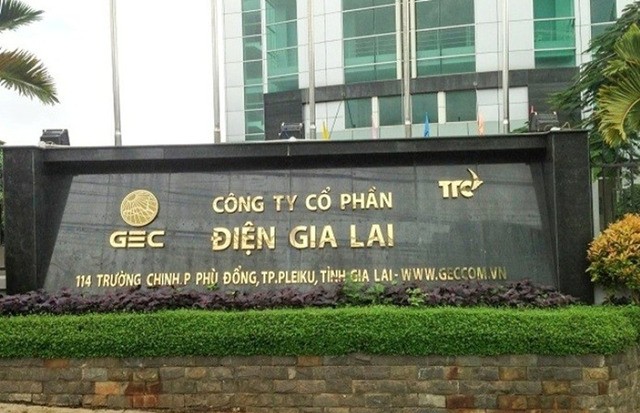 GEC
CÔNG TY CỔ PHẦN
ĐIỆN GIA LAI
TTC
114 TRƯỜNG CHINH.P PHÙ ĐỔNG,TP.PLEIKU,TỈNH GIA LAI-WWW.GECCOM.VN